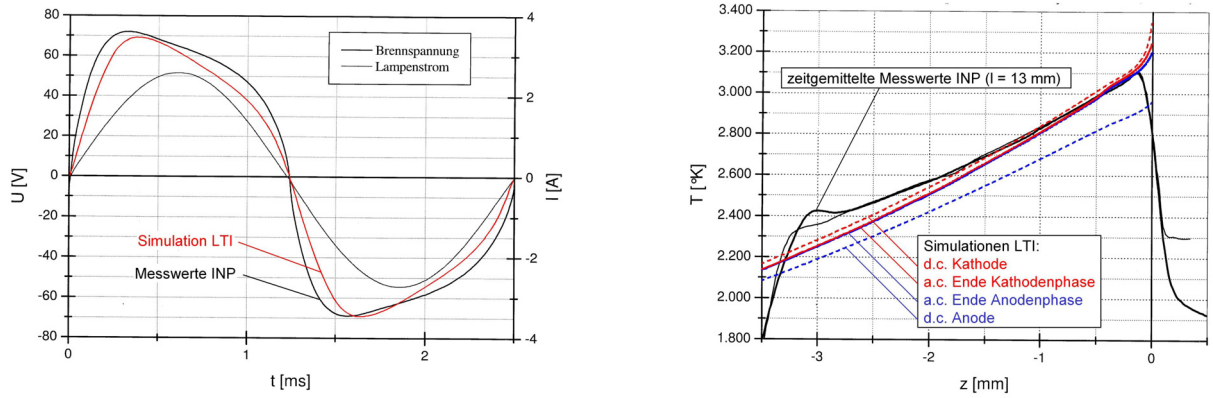 80
60
40
20
0
-20
-40
-60
-80
U [V]
0
1
2
t [ms]
4
2
0
-2
-4
I [A]
Brennspannung
Lampenstrom
Simulation LTI
Messwerte INP
3.400
3.200
3.000
2.800
2.600
2.400
2.200
2.000
1.800
T [°K]
-3
-2
-1
0
z [mm]
zeitgemittelte Messwerte INP (l = 13 mm)
Simulationen LTI:
d.c. Kathode
a.c. Ende Kathodenphase
a.c. Ende Anodenphase
d.c. Anode